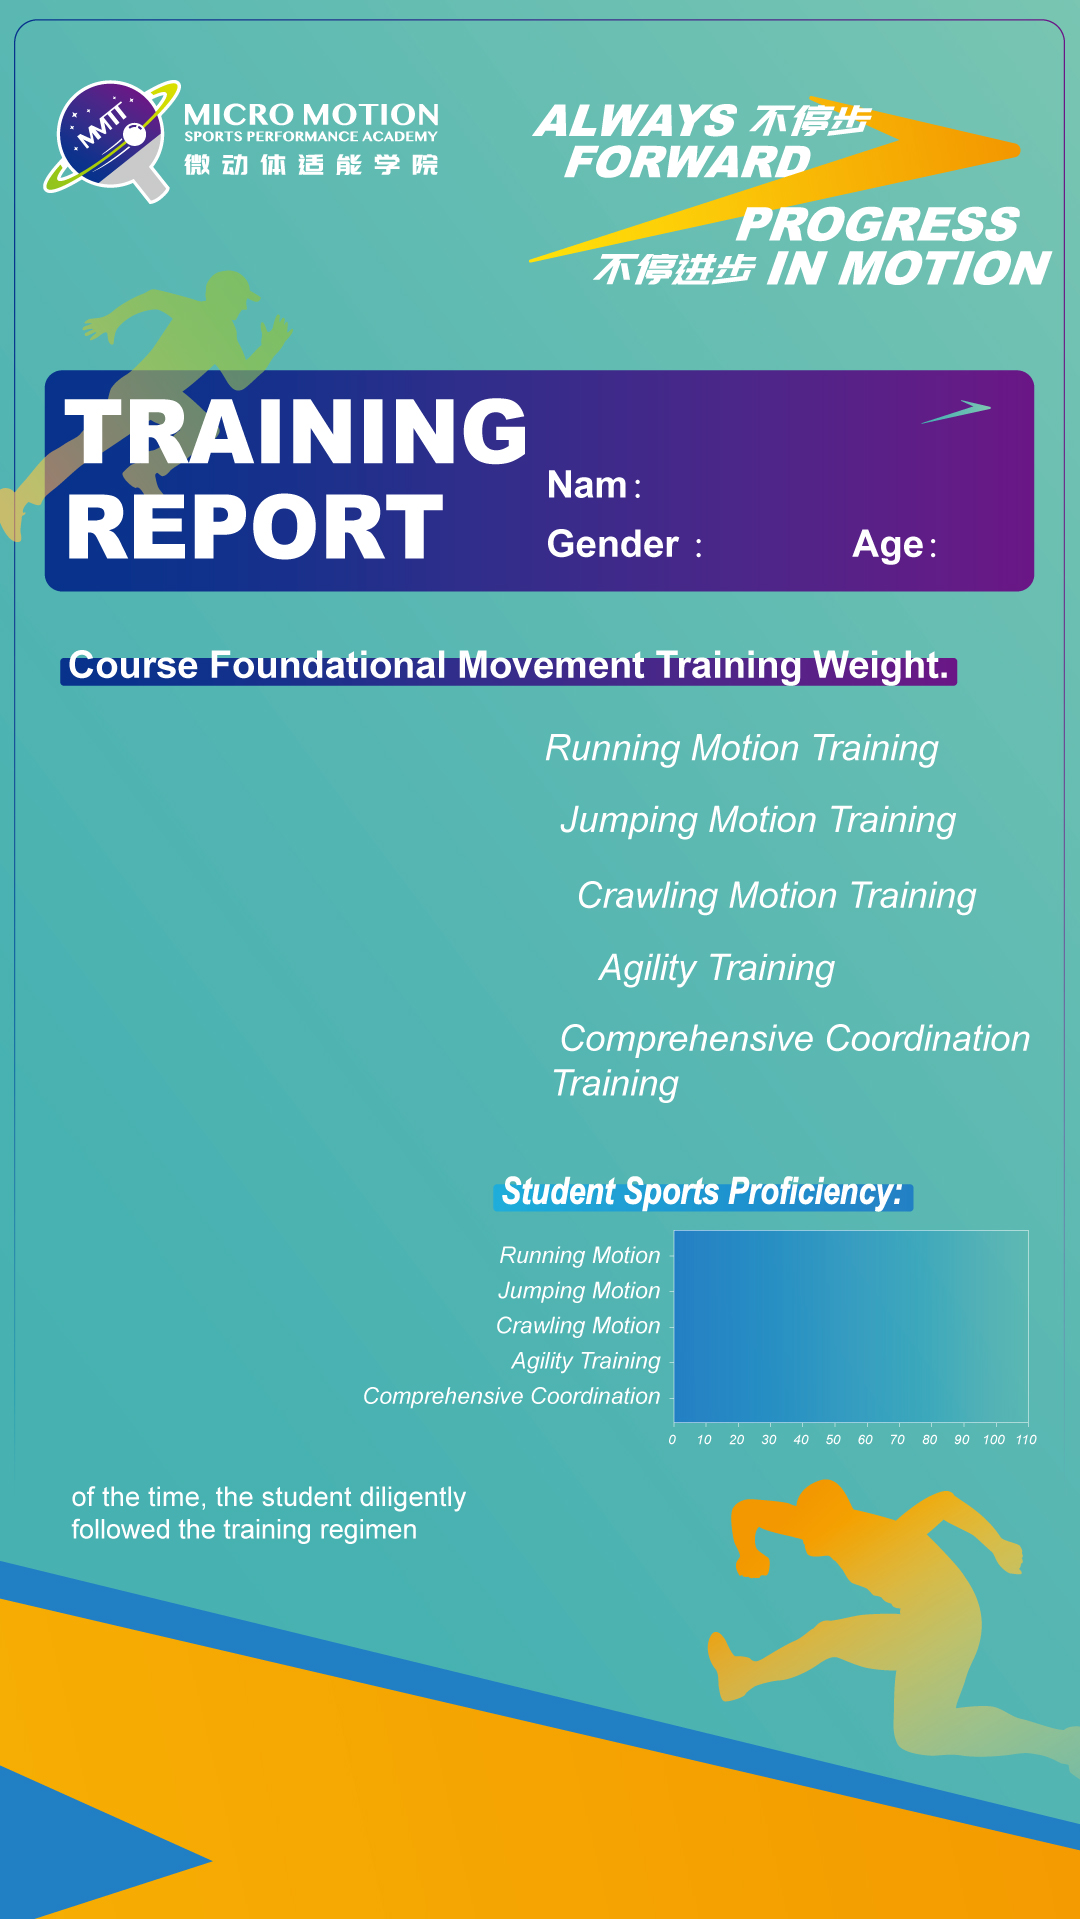 MMTT
MICRO MOTION
SPORTS PERFORMANCE ACADEMY
微动体适能学院
ALWAYS 不停步
FORWARD
PROGRESS
不停进步 IN MOTION
TRAINING
REPORT
Nam:
Gender :
Age:
Course Foundational Movement Training Weight.
Running Motion Training
Jumping Motion Training
Crawling Motion Training
Agility Training
Comprehensive Coordination
Training
Student Sports Proficiency:
Running Motion
Jumping Motion
Crawling Motion
Agility Training
Comprehensive Coordination
0 10 20 30 40 50 60 70 80 90 100 110
of the time, the student diligently
followed the training regimen